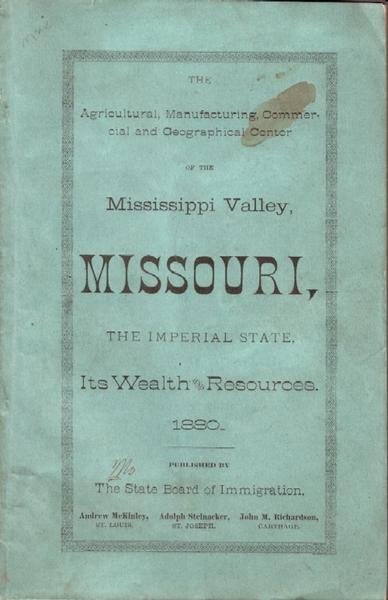 THE
Agricultural, Manufacturing, Commer-
cial and Geographical Center
OF THE
Mississippi Valley,
MISSOURI,
THE IMPERIAL STATE.
Its Wealth and Resources.
1880.
PUBLISHED BY
Mo
The State Board of Immigration,
Andrew McKinley, Adolph Steinacker, John M. Richardson,
ST. LOUIS. ST. JOSEPH. CARTHAGE.